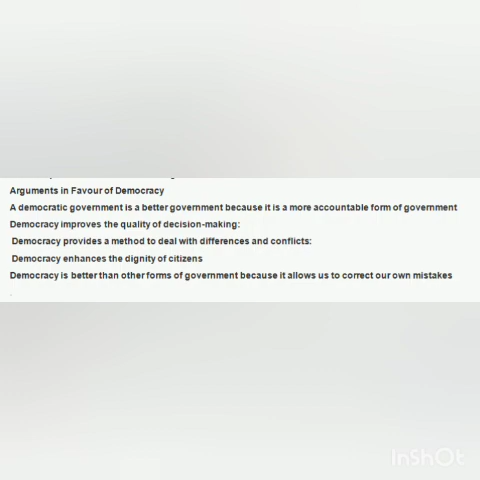 Arguments in Favour of Democracy
A democratic government is a better government because it is a more accountable form of government
Democracy improves the quality of decision-making:
Democracy provides a method to deal with differences and conflicts:
Democracy enhances the dignity of citizens
Democracy is better than other forms of government because it allows us to correct our own mistakes
InShOt